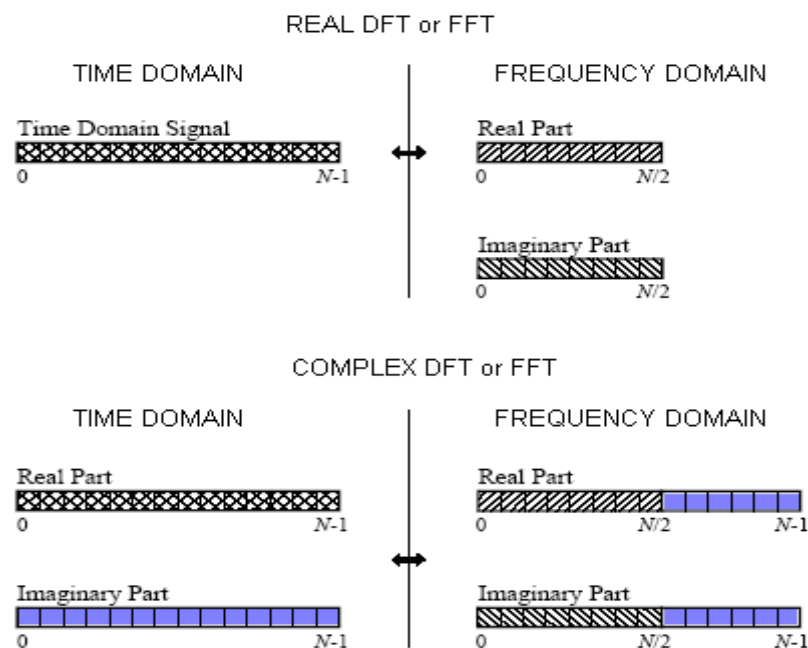 REAL DFT or FFT
TIME DOMAIN FREQUENCY DOMAIN
Time Domain Signal Real Part
0 N-1 0 N/2
Imaginary Part
0 N/2
COMPLEX DFT or FFT
TIME DOMAIN FREQUENCY DOMAIN
Real Part Real Part
0 N-1 0 N/2 N-1
Imaginary Part Imaginary Part
0 N-1 0 N/2 N-1